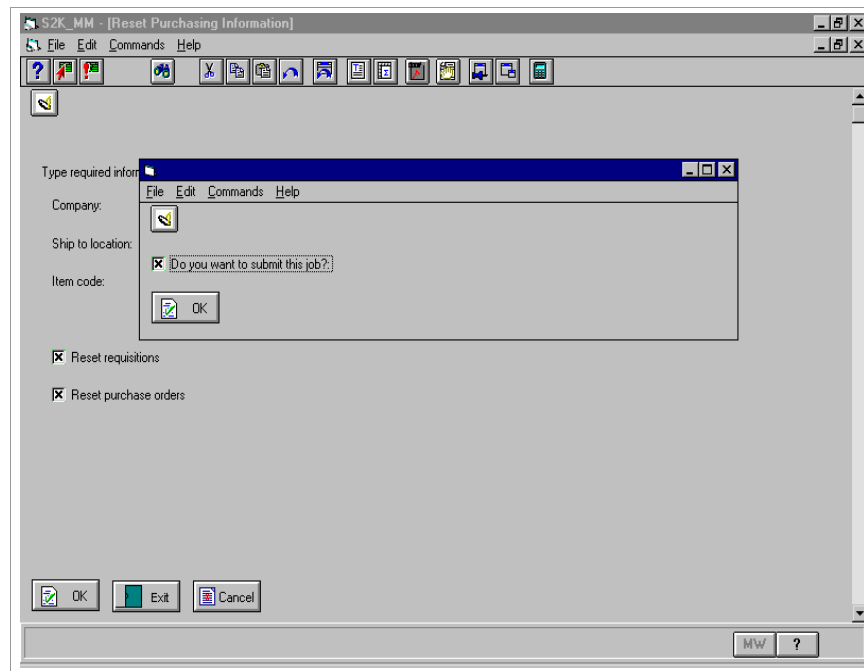 S2K_MM - [Reset Purchasing Information]
File Edit Commands Help
Type required inforr
File Edit Commands Help
Company:
Ship to location:
Do you want to submit this job?:
Item code:
OK
Reset requisitions
Reset purchase orders
OK Exit Cancel
MW ?